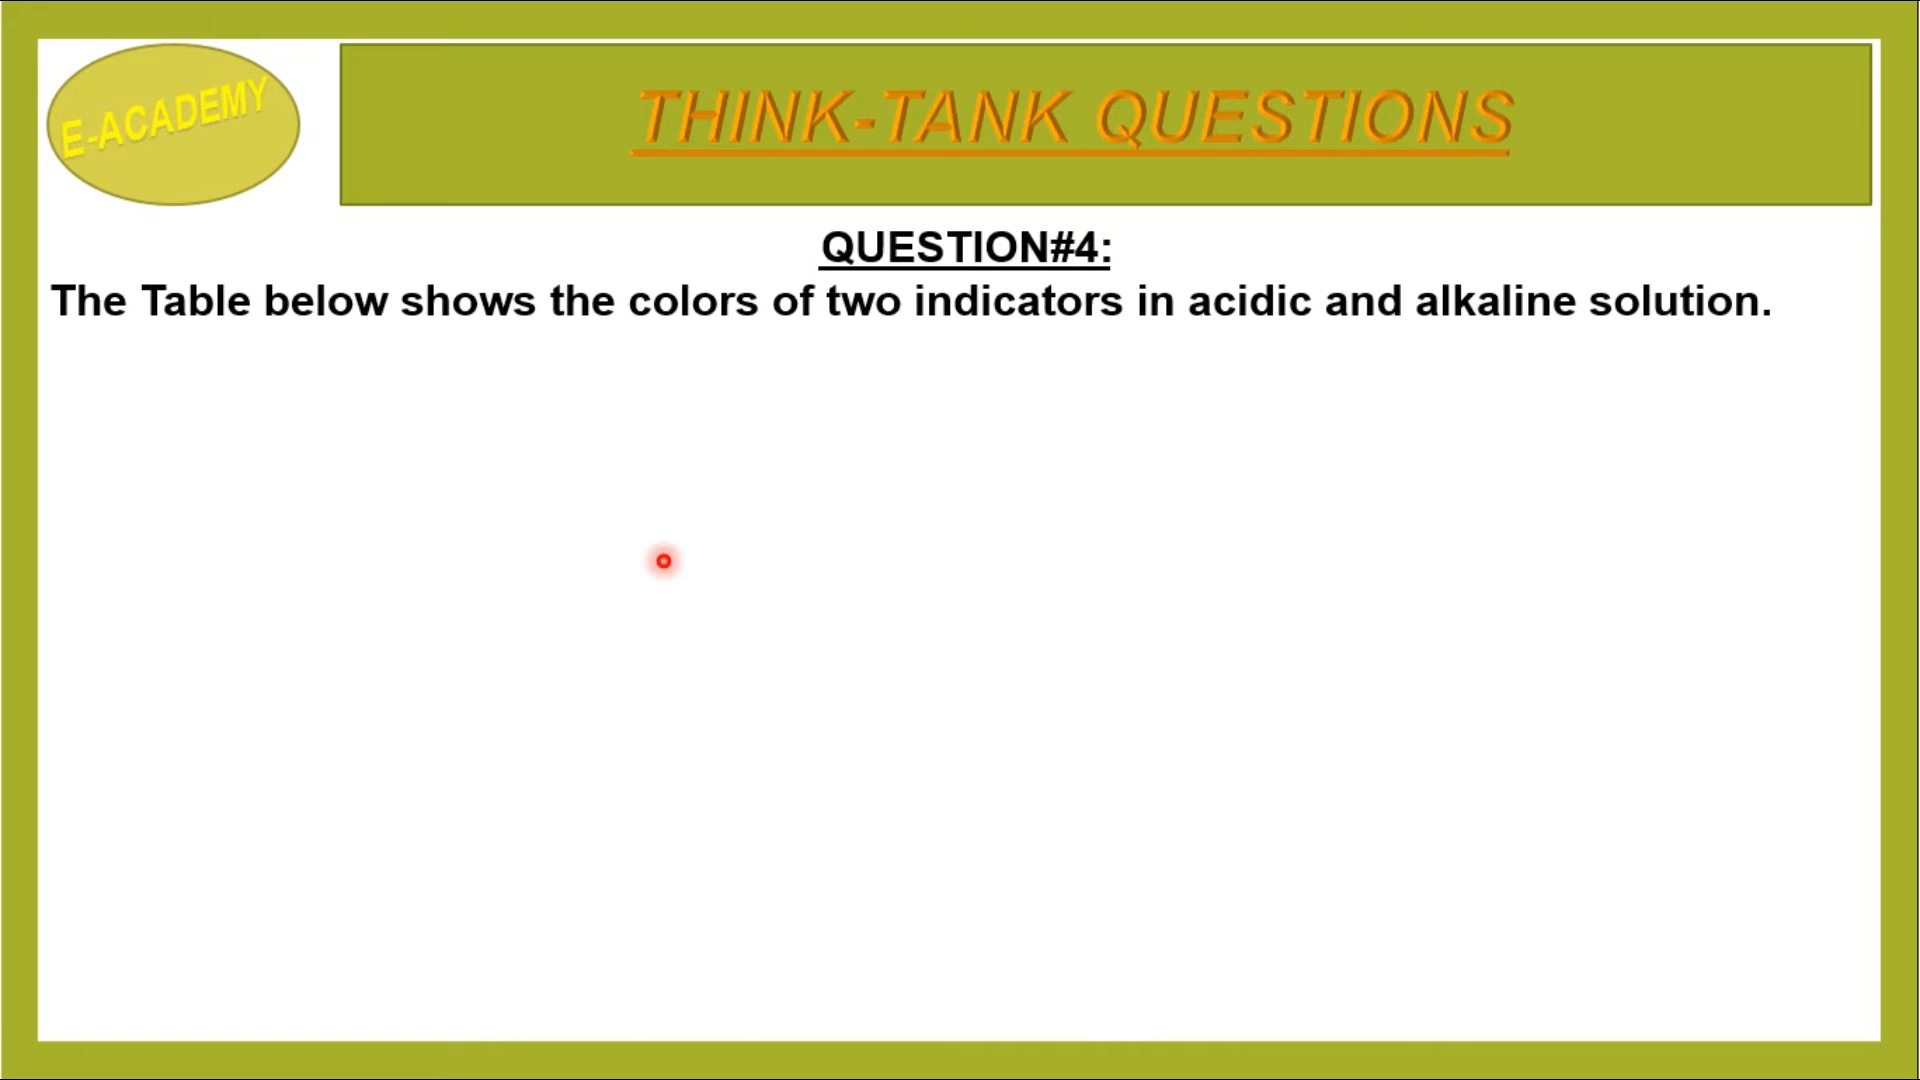 E-ACADEMY
THINK-TANK QUESTIONS
QUESTION#4:
The Table below shows the colors of two indicators in acidic and alkaline solution.